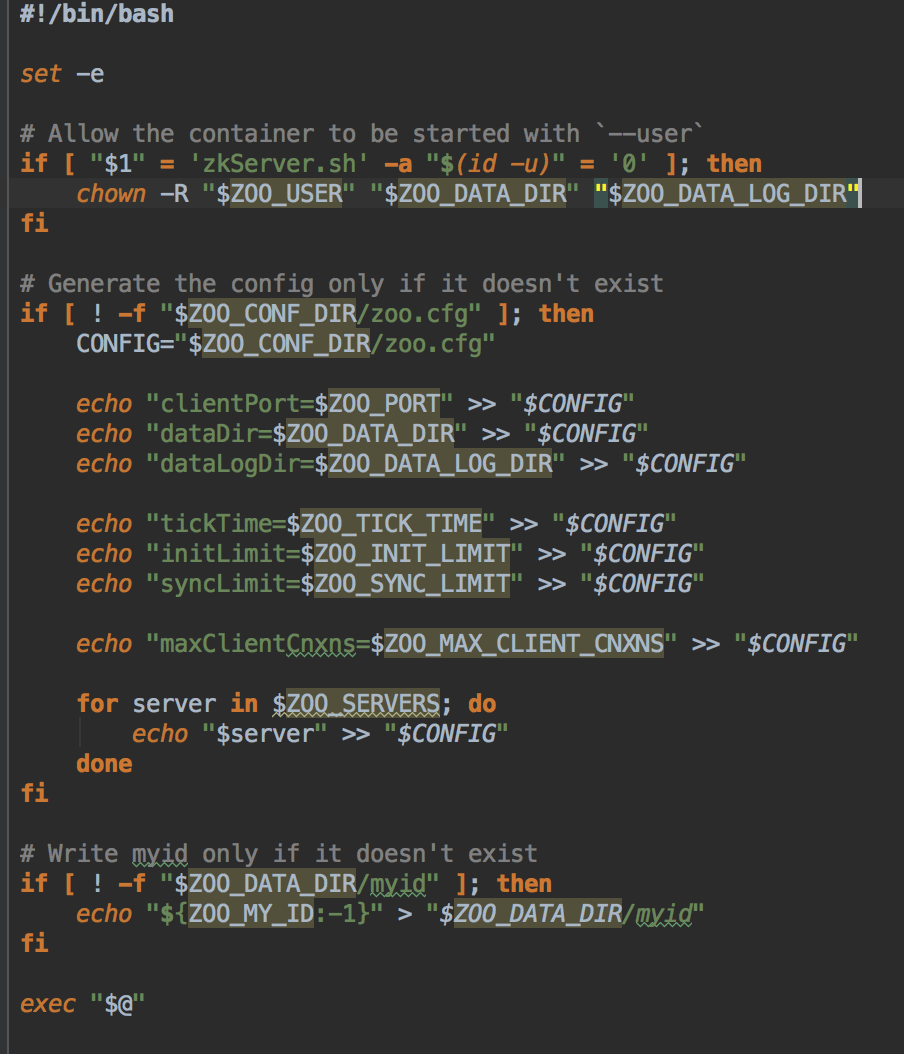 #!/bin/bash
set -e
# Allow the container to be started with `--user`
if [ "$1" = 'zkServer.sh' -a "$(id -u)" = '0' ]; then
    chown -R "$ZOO_USER" "$ZOO_DATA_DIR" "$ZOO_DATA_LOG_DIR"
fi
# Generate the config only if it doesn't exist
if [ ! -f "$ZOO_CONF_DIR/zoo.cfg" ]; then
    CONFIG="$ZOO_CONF_DIR/zoo.cfg"
    echo "clientPort=$ZOO_PORT" >> "$CONFIG"
    echo "dataDir=$ZOO_DATA_DIR" >> "$CONFIG"
    echo "dataLogDir=$ZOO_DATA_LOG_DIR" >> "$CONFIG"
    echo "tickTime=$ZOO_TICK_TIME" >> "$CONFIG"
    echo "initLimit=$ZOO_INIT_LIMIT" >> "$CONFIG"
    echo "syncLimit=$ZOO_SYNC_LIMIT" >> "$CONFIG"
    echo "maxClientCnxns=$ZOO_MAX_CLIENT_CNXNS" >> "$CONFIG"
    for server in $ZOO_SERVERS; do
        echo "$server" >> "$CONFIG"
    done
fi
# Write myid only if it doesn't exist
if [ ! -f "$ZOO_DATA_DIR/myid" ]; then
    echo "${ZOO_MY_ID:-1}" > "$ZOO_DATA_DIR/myid"
fi
exec "$@"